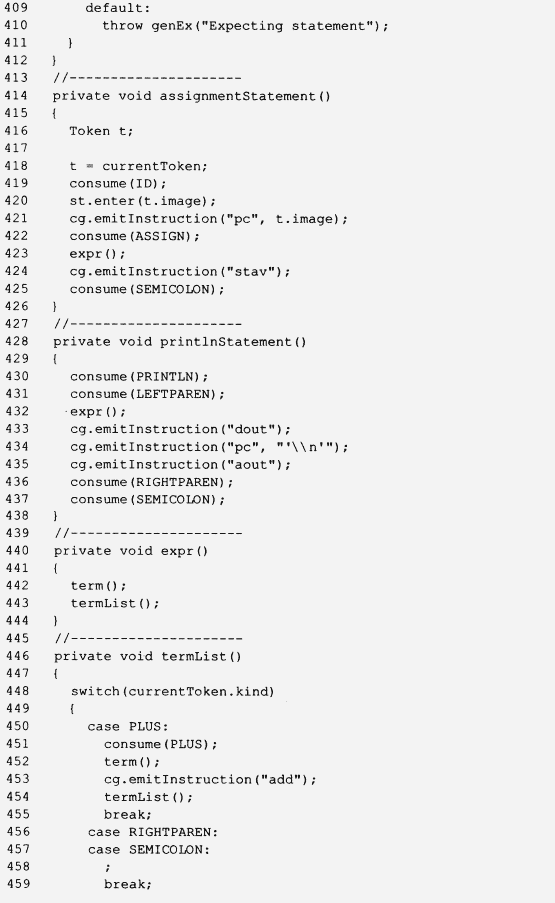 409 default:
410 throw genEx("Expecting statement");
411 }
412 }
413 //---------------------
414 private void assignmentStatement()
415 {
416 Token t;
417
418 t = currentToken;
419 consume(ID);
420 st.enter(t.image);
421 cg.emitInstruction("pc", t.image);
422 consume(ASSIGN);
423 expr();
424 cg.emitInstruction("stav");
425 consume(SEMICOLON);
426 }
427 //---------------------
428 private void printlnStatement()
429 {
430 consume(PRINTLN);
431 consume(LEFTPAREN);
432 expr();
433 cg.emitInstruction("dout");
434 cg.emitInstruction("pc", "'\\n'");
435 cg.emitInstruction("aout");
436 consume(RIGHTPAREN);
437 consume(SEMICOLON);
438 }
439 //---------------------
440 private void expr()
441 {
442 term();
443 termList();
444 }
445 //---------------------
446 private void termList()
447 {
448 switch(currentToken.kind)
449 {
450 case PLUS:
451 consume(PLUS);
452 term();
453 cg.emitInstruction("add");
454 termList();
455 break;
456 case RIGHTPAREN:
457 case SEMICOLON:
458 ;
459 break;